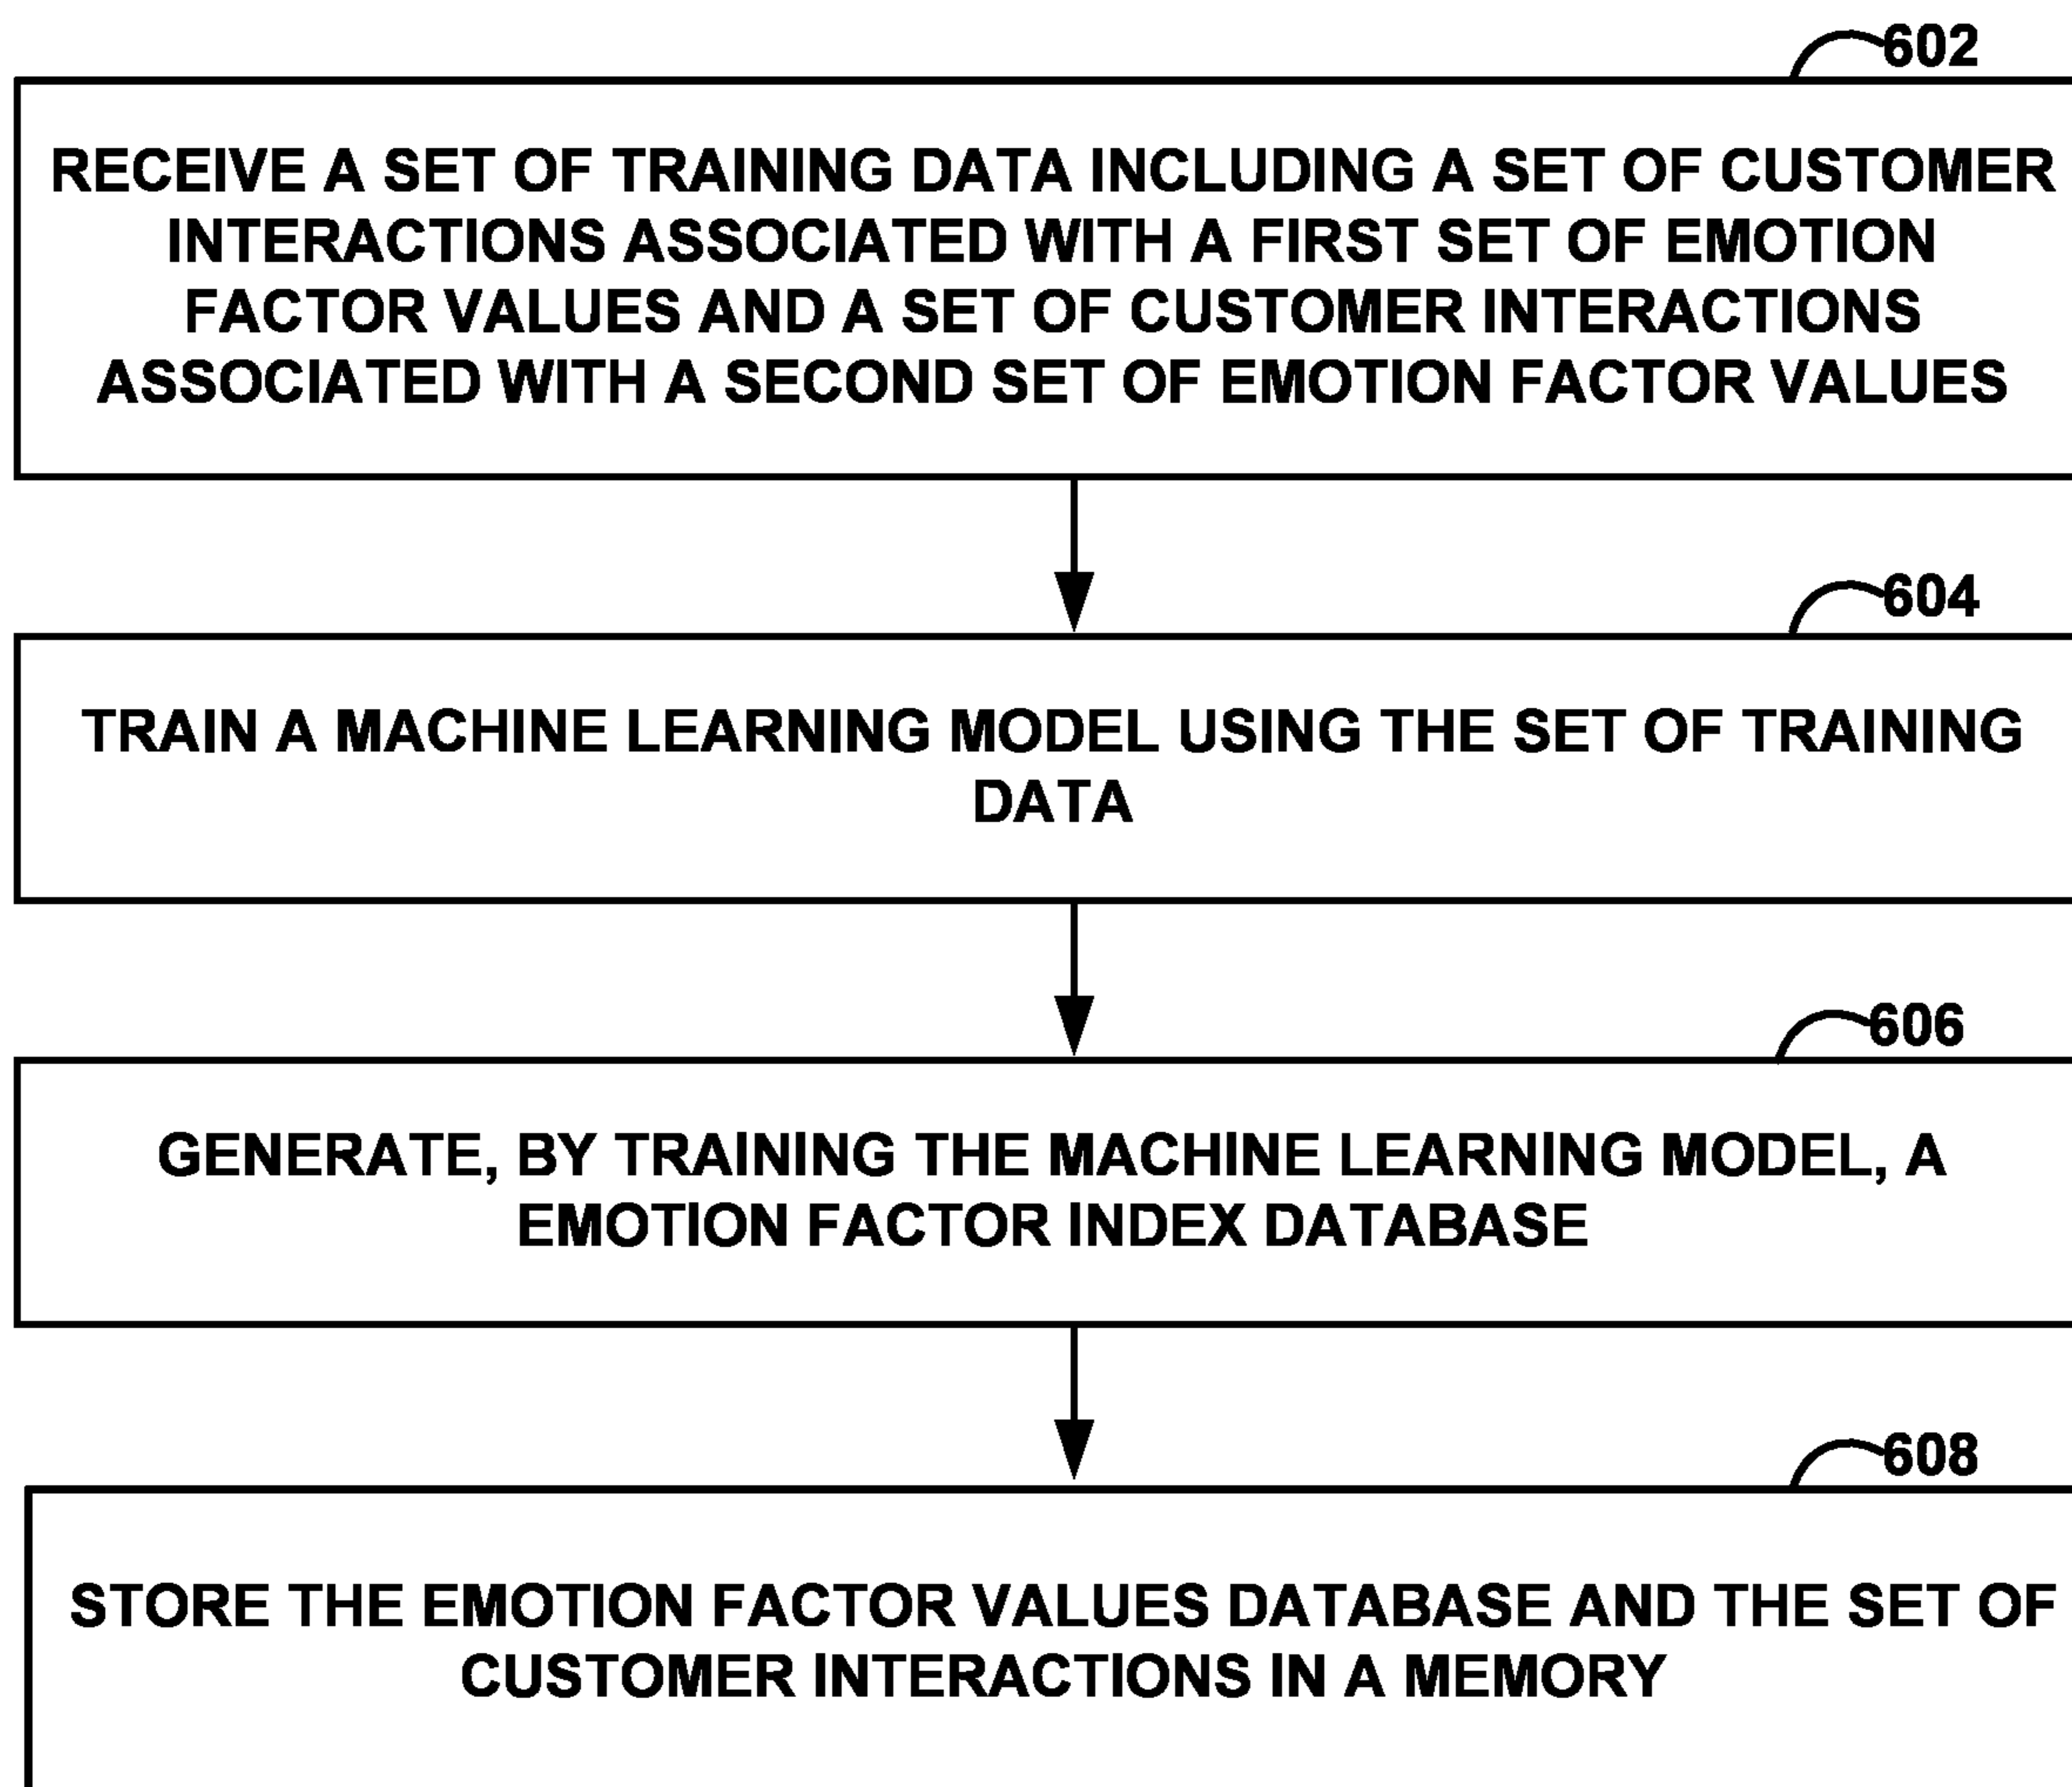 602
RECEIVE A SET OF TRAINING DATA INCLUDING A SET OF CUSTOMER
INTERACTIONS ASSOCIATED WITH A FIRST SET OF EMOTION
FACTOR VALUES AND A SET OF CUSTOMER INTERACTIONS
ASSOCIATED WITH A SECOND SET OF EMOTION FACTOR VALUES
604
TRAIN A MACHINE LEARNING MODEL USING THE SET OF TRAINING
DATA
606
GENERATE, BY TRAINING THE MACHINE LEARNING MODEL, A
EMOTION FACTOR INDEX DATABASE
608
STORE THE EMOTION FACTOR VALUES DATABASE AND THE SET OF
CUSTOMER INTERACTIONS IN A MEMORY